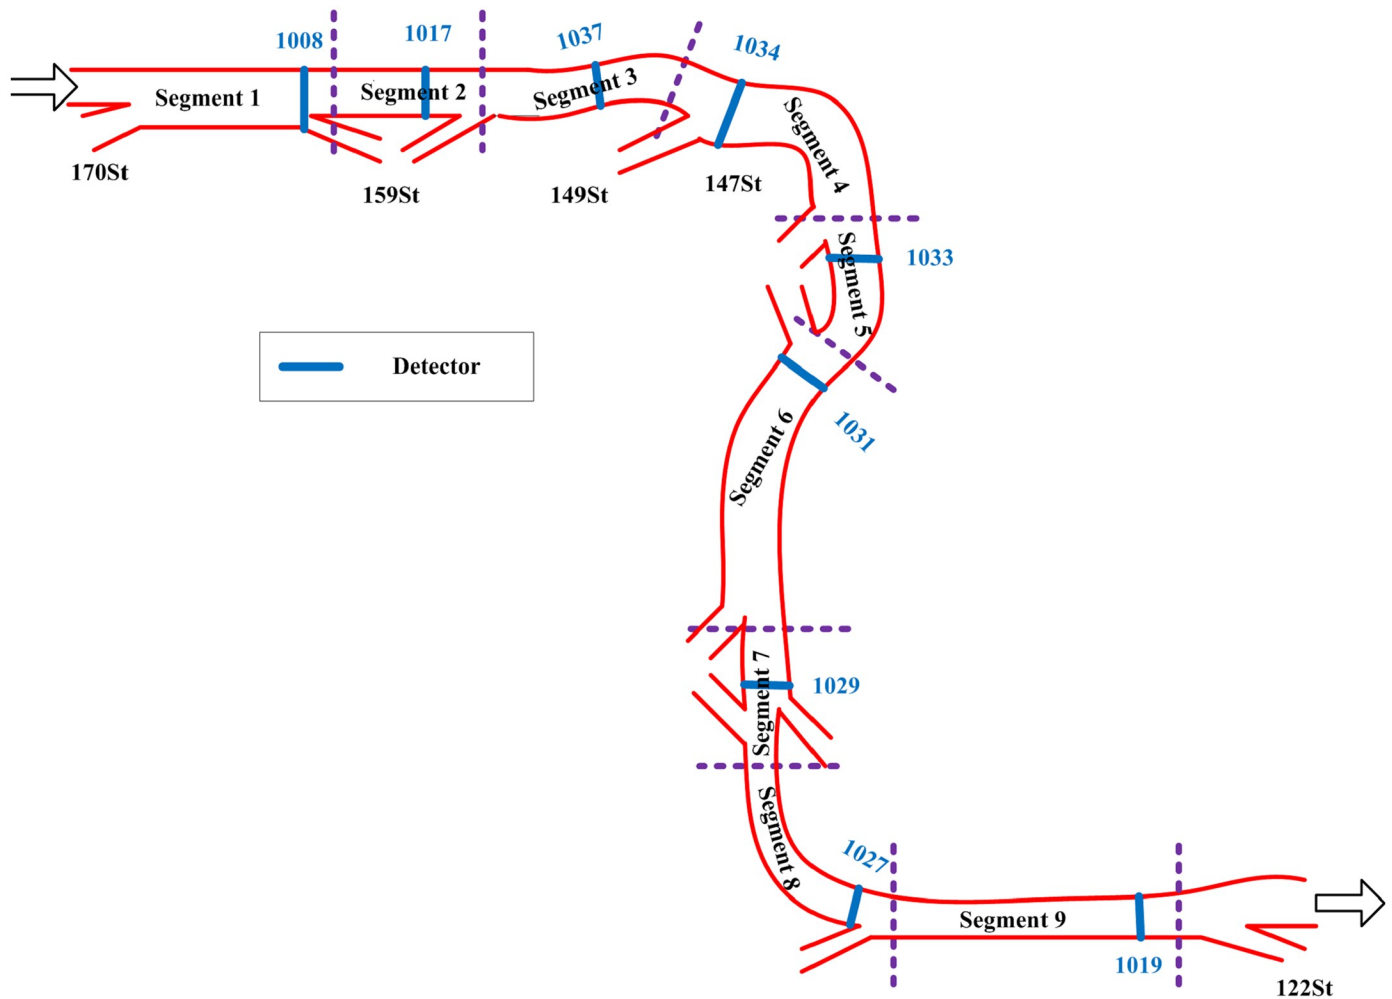 1008
1017
1037
1034
Segment 1
Segment 2
Segment 3
Segment 4
170St
159St
149St
147St
Segment 5
1033
Detector
1031
Segment 6
Segment 7
1029
Segment 8
1027
Segment 9
1019
122St